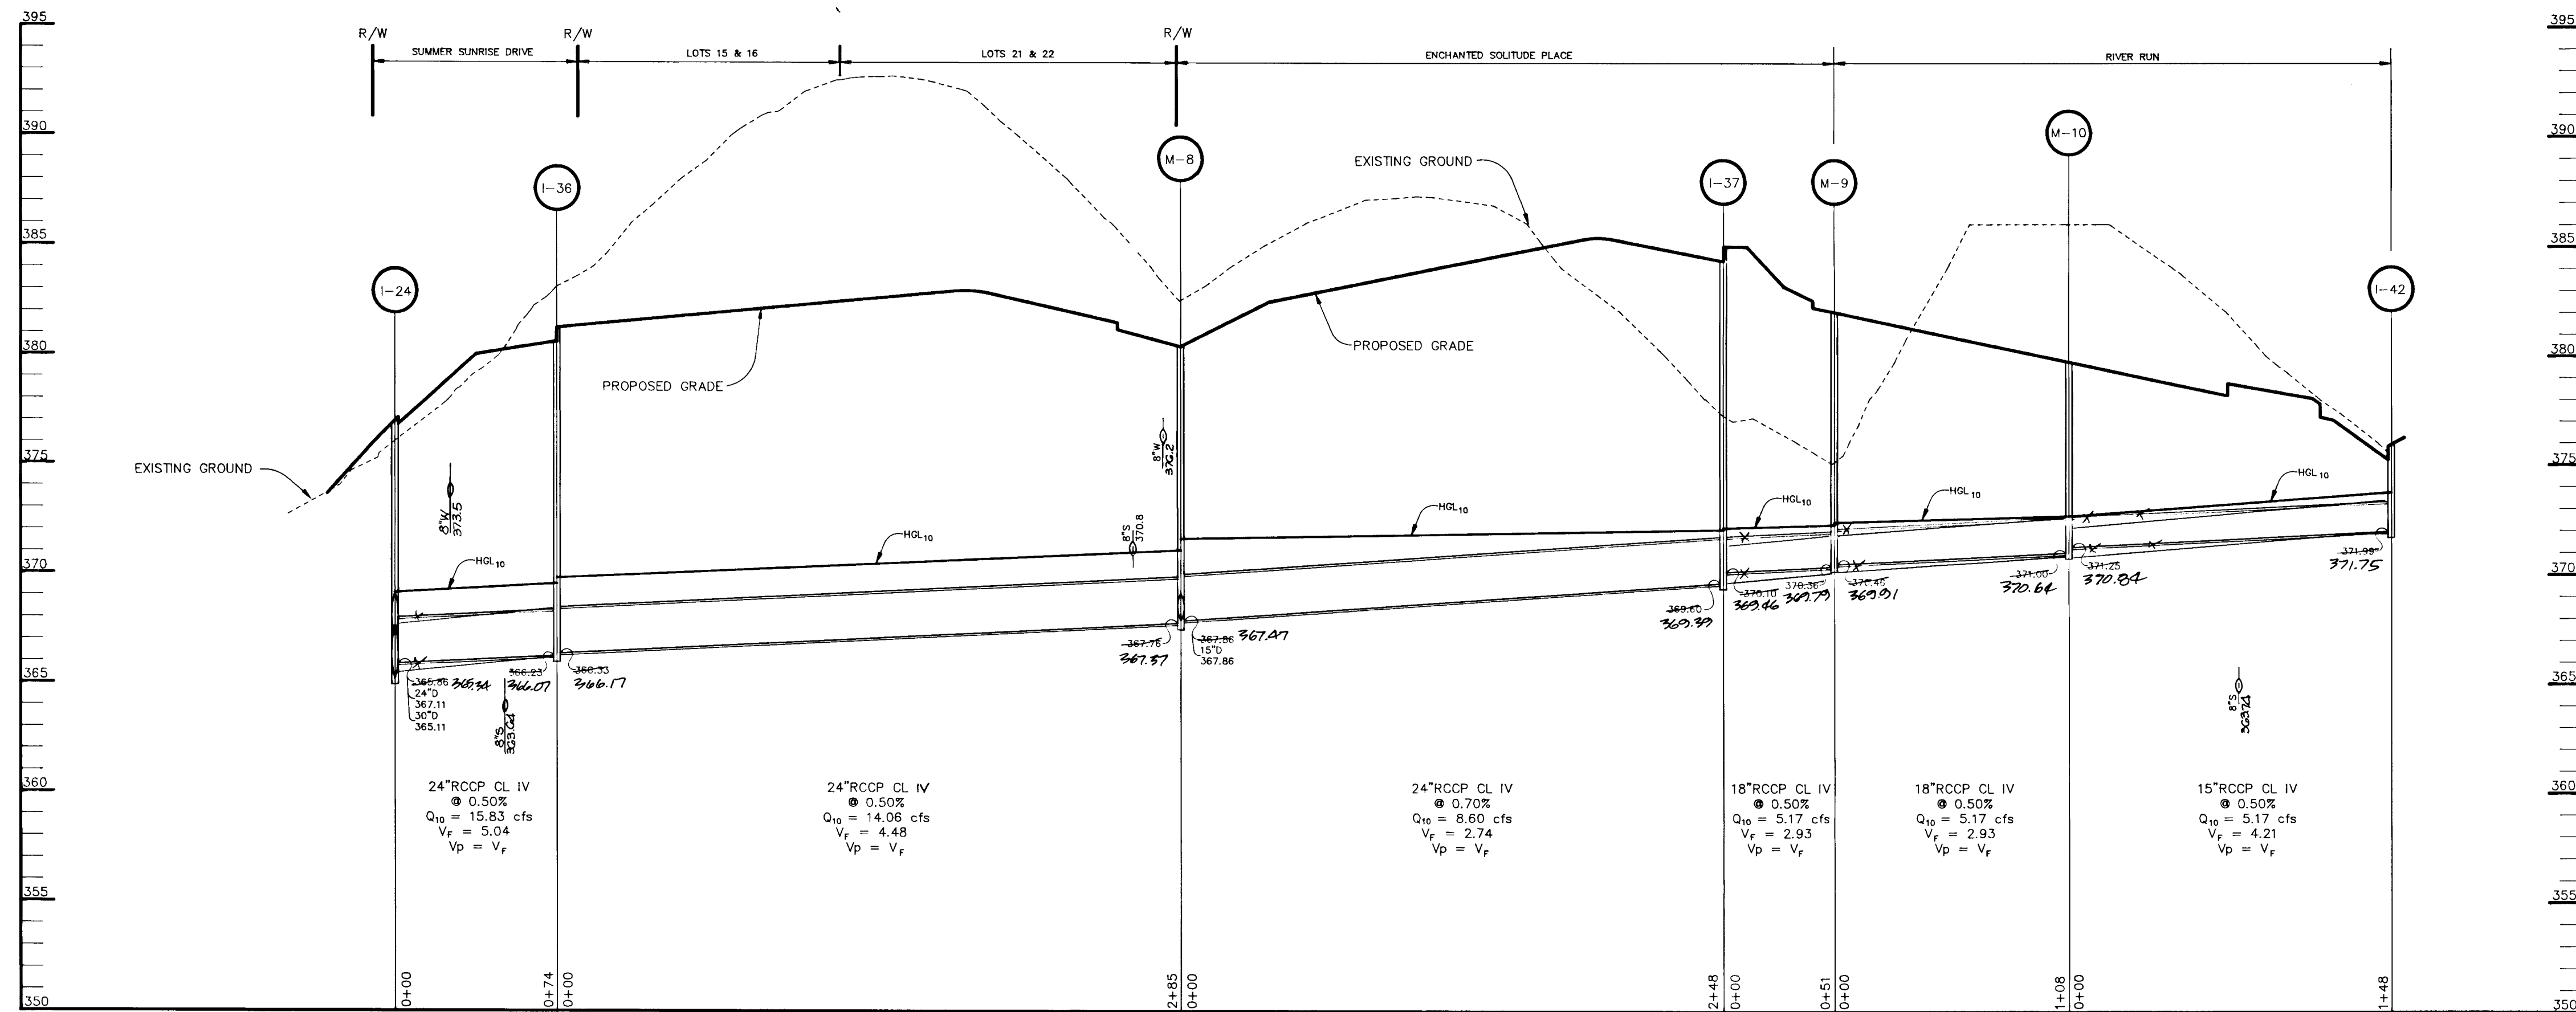 395
395
R/W
R/W
R/W
SUMMER SUNRISE DRIVE
LOTS 15 & 16
LOTS 21 & 22
ENCHANTED SOLITUDE PLACE
RIVER RUN
390
390
M-8
M-10
I-36
I-37
M-9
EXISTING GROUND
385
385
I-24
I-42
380
380
PROPOSED GRADE
PROPOSED GRADE
EXISTING GROUND
375
375
8"W
373.5
8"W
376.2
8"S
370.8
HGL10
HGL10
HGL10
HGL10
HGL10
HGL10
370
370
365
365
365.86 365.34
24"D
367.11
30"D
365.11
366.23
366.07
366.33
366.17
367.76
367.37
367.86 367.47
15"D
367.86
369.60
369.39
370.10
369.46
370.36
369.79
370.46
369.91
371.00
370.64
371.25
370.84
371.99
371.75
8"S
363.64
8"S
360
360
24"RCCP CL IV
@ 0.50%
Q10 = 15.83 cfs
VF = 5.04
Vp = VF
24"RCCP CL IV
@ 0.50%
Q10 = 14.06 cfs
VF = 4.48
Vp = VF
24"RCCP CL IV
@ 0.70%
Q10 = 8.60 cfs
VF = 2.74
Vp = VF
18"RCCP CL IV
@ 0.50%
Q10 = 5.17 cfs
VF = 2.93
Vp = VF
18"RCCP CL IV
@ 0.50%
Q10 = 5.17 cfs
VF = 2.93
Vp = VF
15"RCCP CL IV
@ 0.50%
Q10 = 5.17 cfs
VF = 4.21
Vp = VF
355
355
350
350
0+00
0+74
0+00
2+85
0+00
2+48
0+00
0+51
0+00
1+08
0+00
1+48